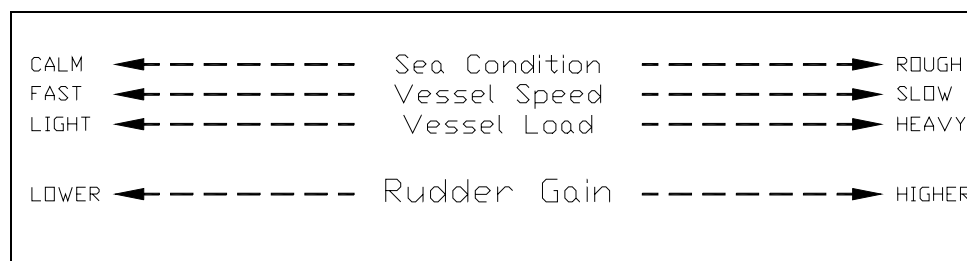 CALM Sea Condition ROUGH
FAST Vessel Speed SLOW
LIGHT Vessel Load HEAVY
LOWER Rudder Gain HIGHER